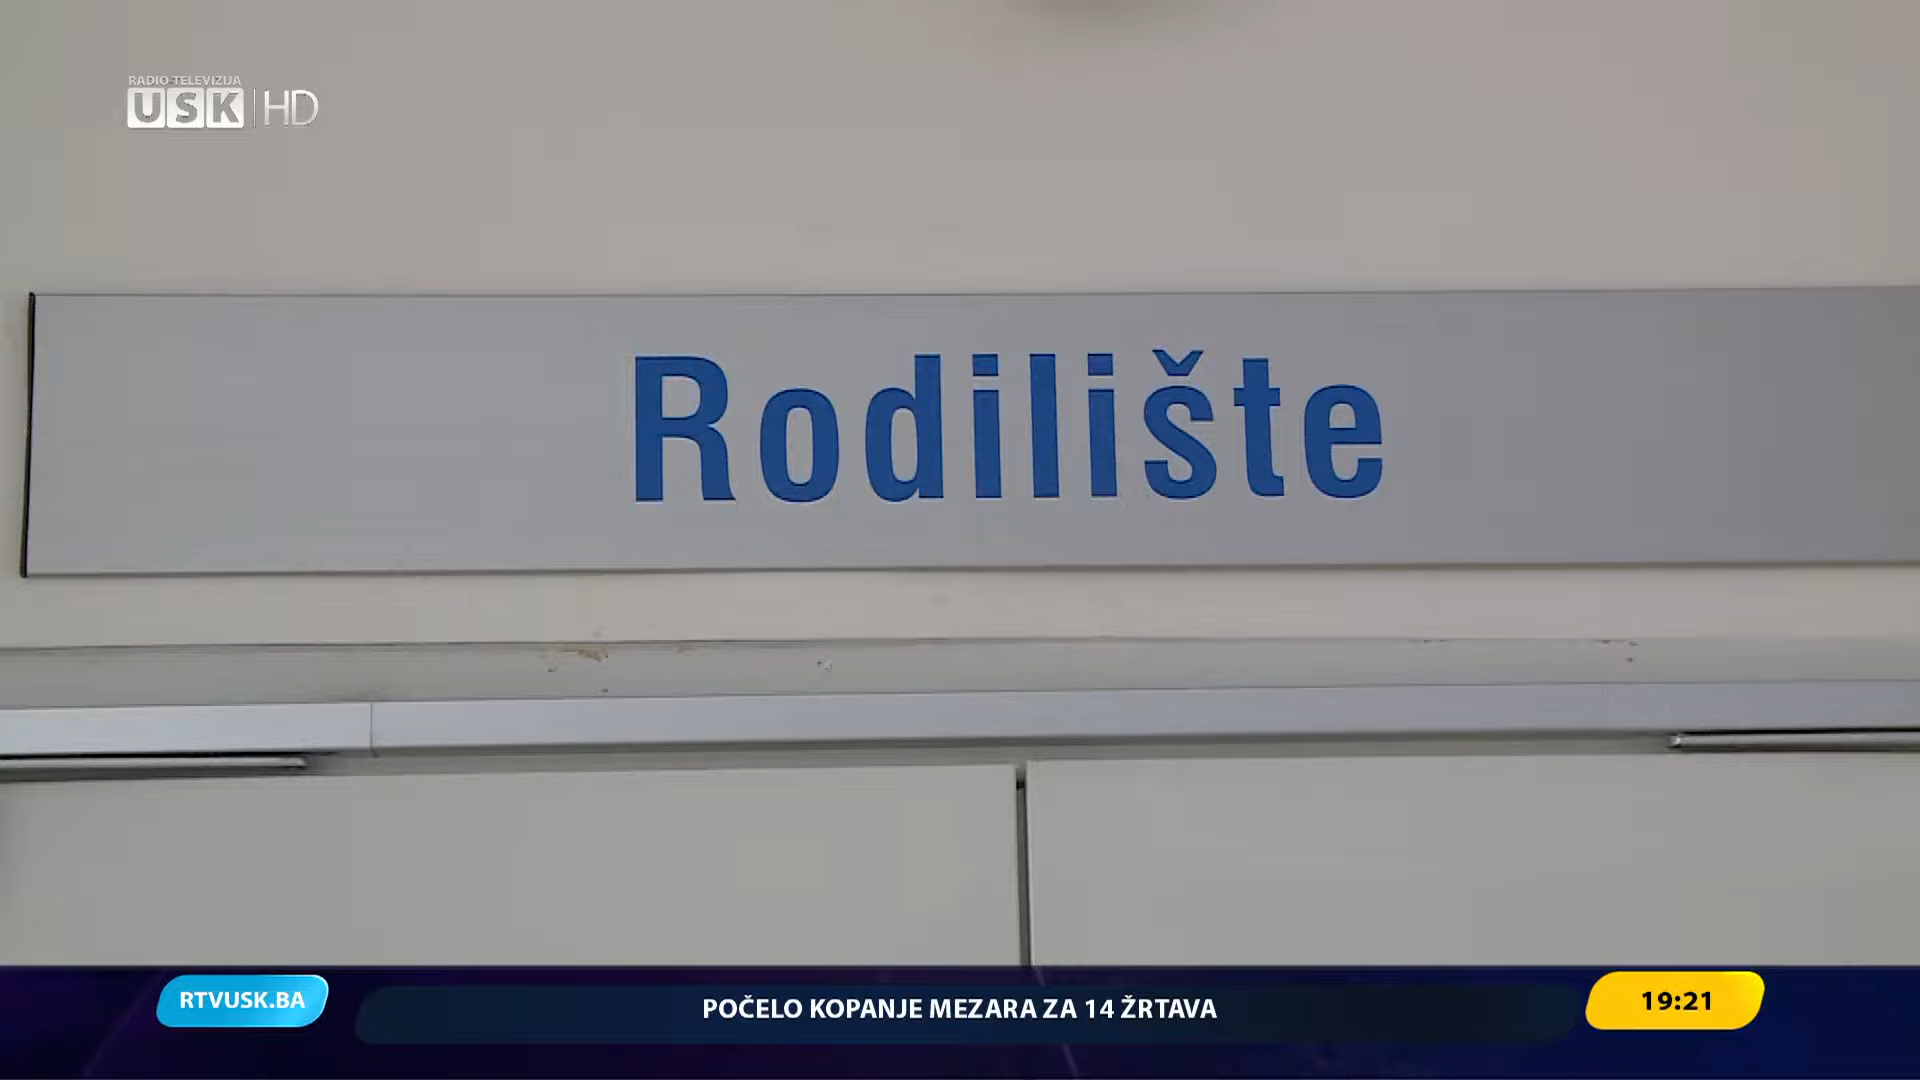 RADIO-TELEVIZIJA
USK HD
Rodilište
RTVUSK.BA
POČELO KOPANJE MEZARA ZA 14 ŽRTAVA
19:21